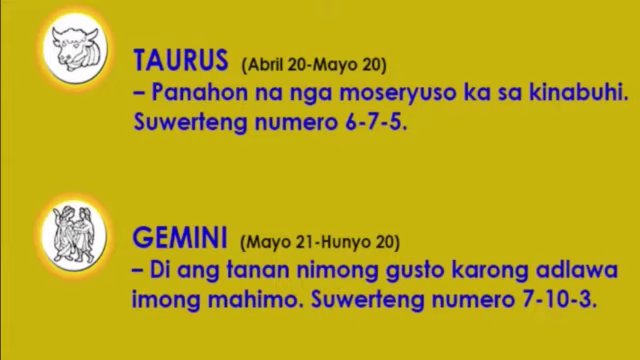 TAURUS (Abril 20-Mayo 20)
– Panahon na nga moseryuso ka sa kinabuhi.
Suwerteng numero 6-7-5.
GEMINI (Mayo 21-Hunyo 20)
– Di ang tanan nimong gusto karong adlawa
imong mahimo. Suwerteng numero 7-10-3.